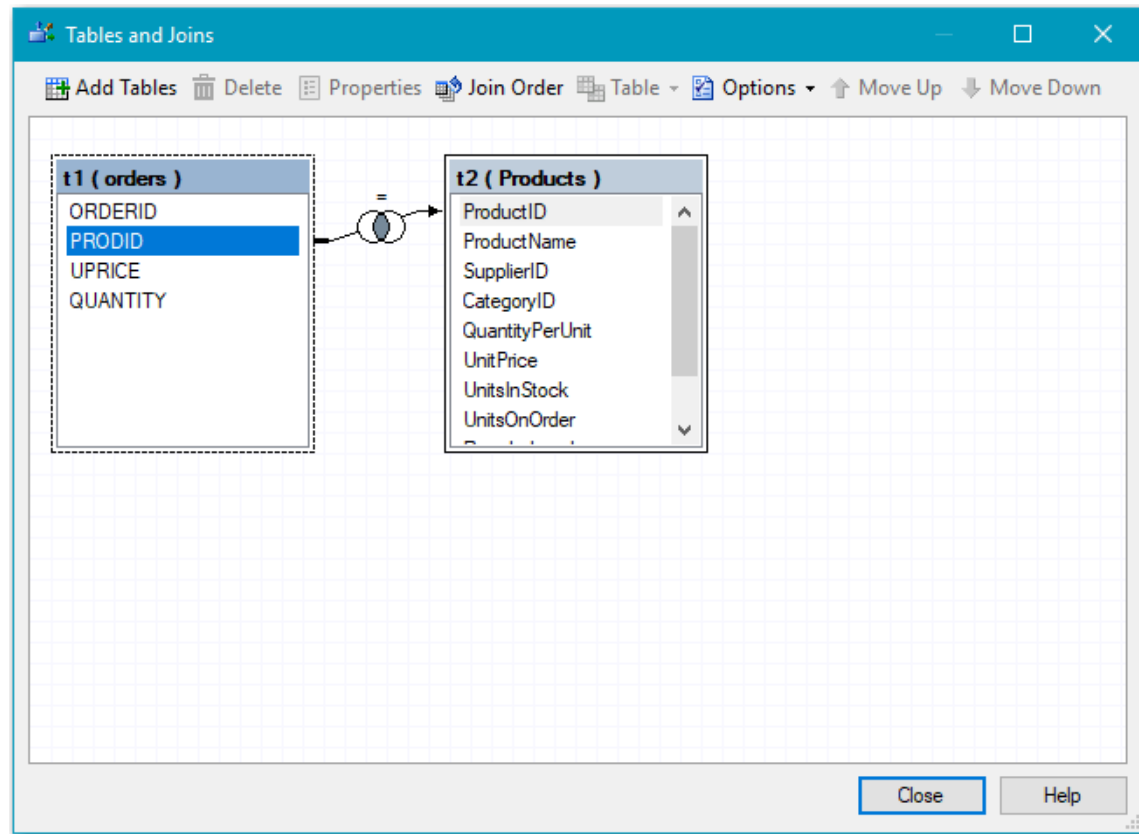 Tables and Joins
Add Tables Delete Properties Join Order Table Options Move Up Move Down
t1 ( orders )
ORDERID
PRODID
UPRICE
QUANTITY
=
t2 ( Products )
ProductID
ProductName
SupplierID
CategoryID
QuantityPerUnit
UnitPrice
UnitsInStock
UnitsOnOrder
Close Help